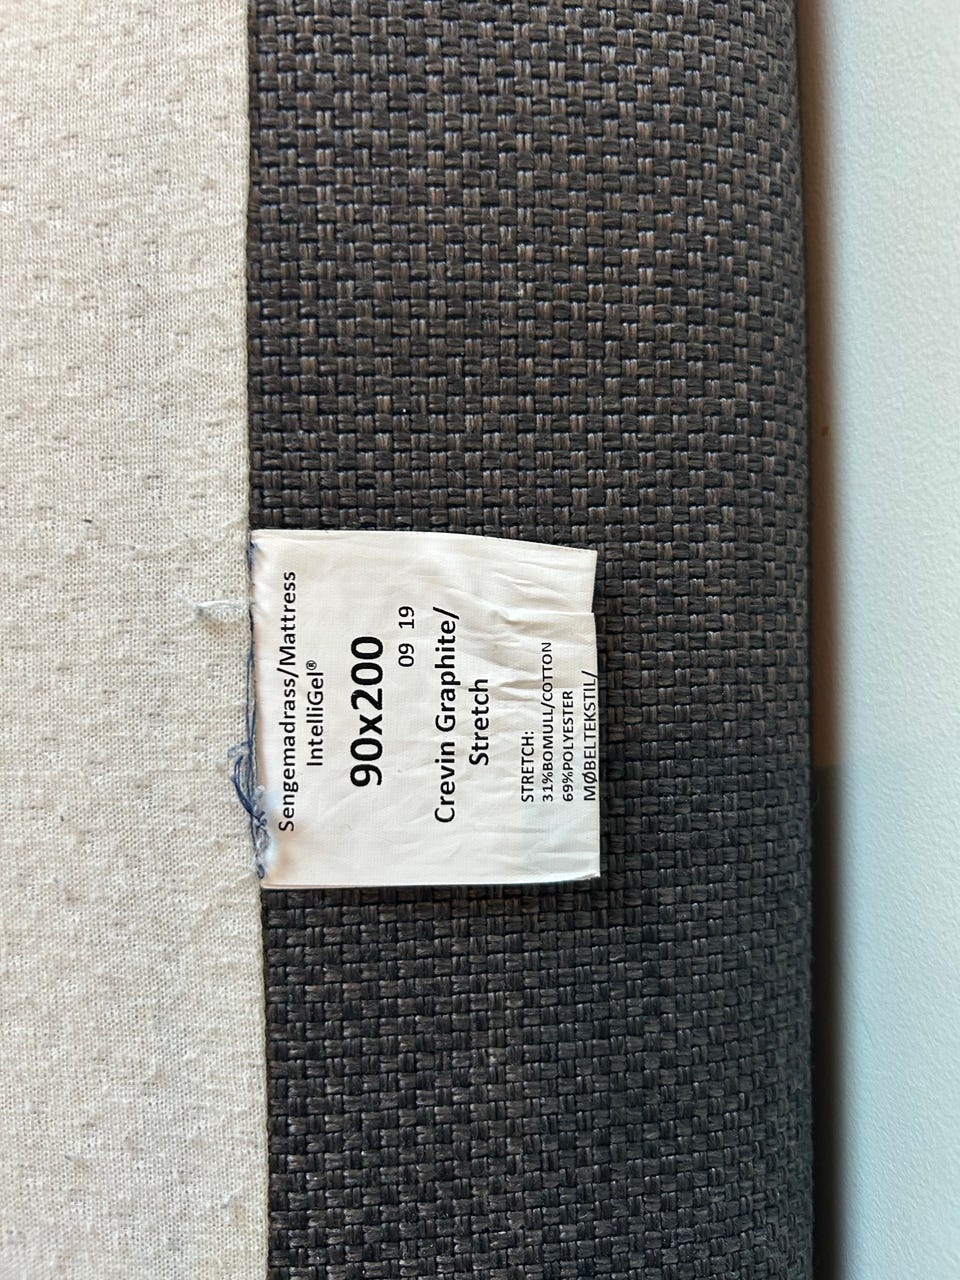 Sengemadrass/Mattress
IntelliGel®
90x200
09 19
Crevin Graphite/
Stretch
STRETCH:
31%BOMULL/COTTON
69%POLYESTER
MØBELTEKSTIL/